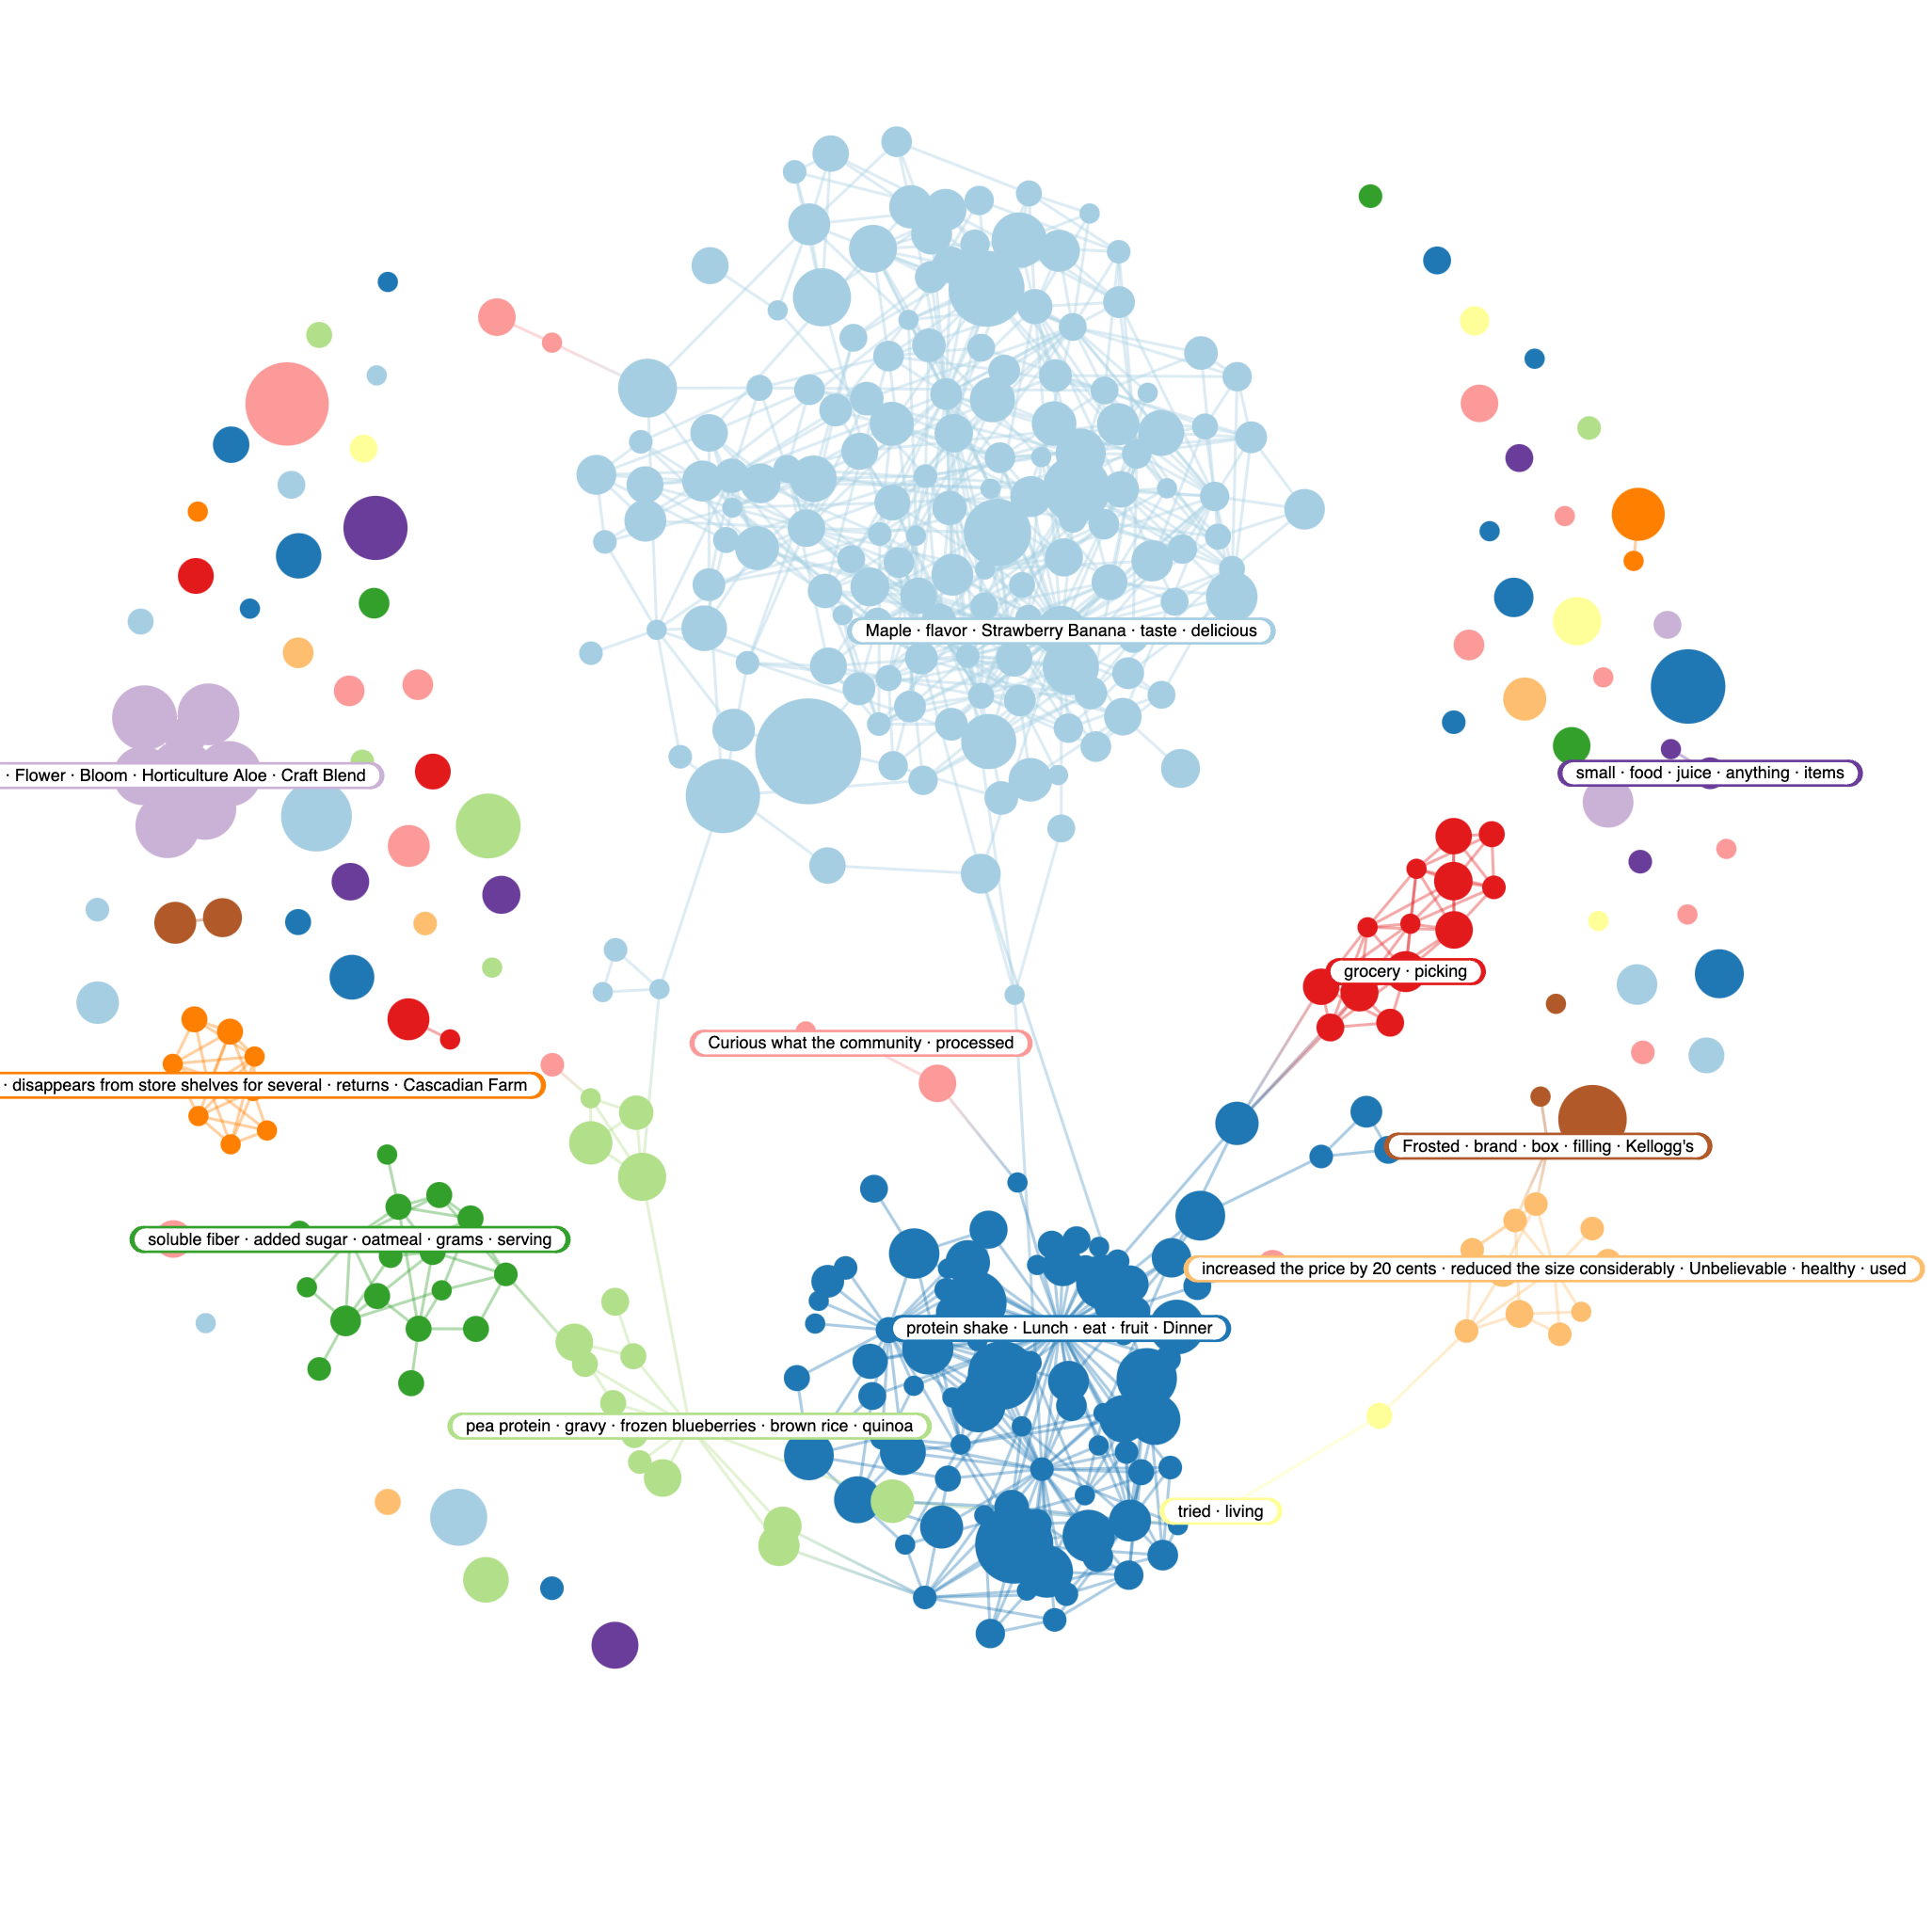 Maple · flavor · Strawberry Banana · taste · delicious
· Flower · Bloom · Horticulture Aloe · Craft Blend
small · food · juice · anything · items
grocery · picking
Curious what the community · processed
· disappears from store shelves for several · returns · Cascadian Farm
Frosted · brand · box · filling · Kellogg's
soluble fiber · added sugar · oatmeal · grams · serving
increased the price by 20 cents · reduced the size considerably · Unbelievable · healthy · used
protein shake · Lunch · eat · fruit · Dinner
pea protein · gravy · frozen blueberries · brown rice · quinoa
tried · living